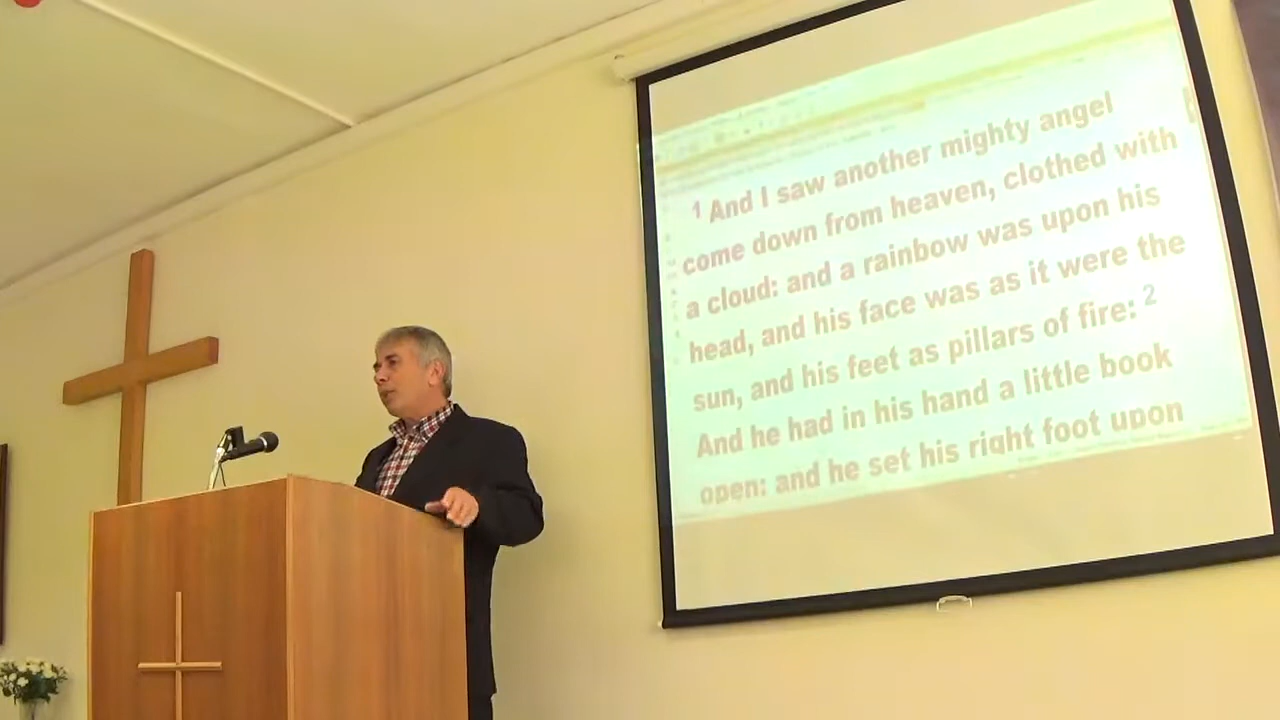 1 And I saw another mighty angel
come down from heaven, clothed with
a cloud: and a rainbow was upon his
head, and his face was as it were the
sun, and his feet as pillars of fire: 2
And he had in his hand a little book
open: and he set his right foot upon